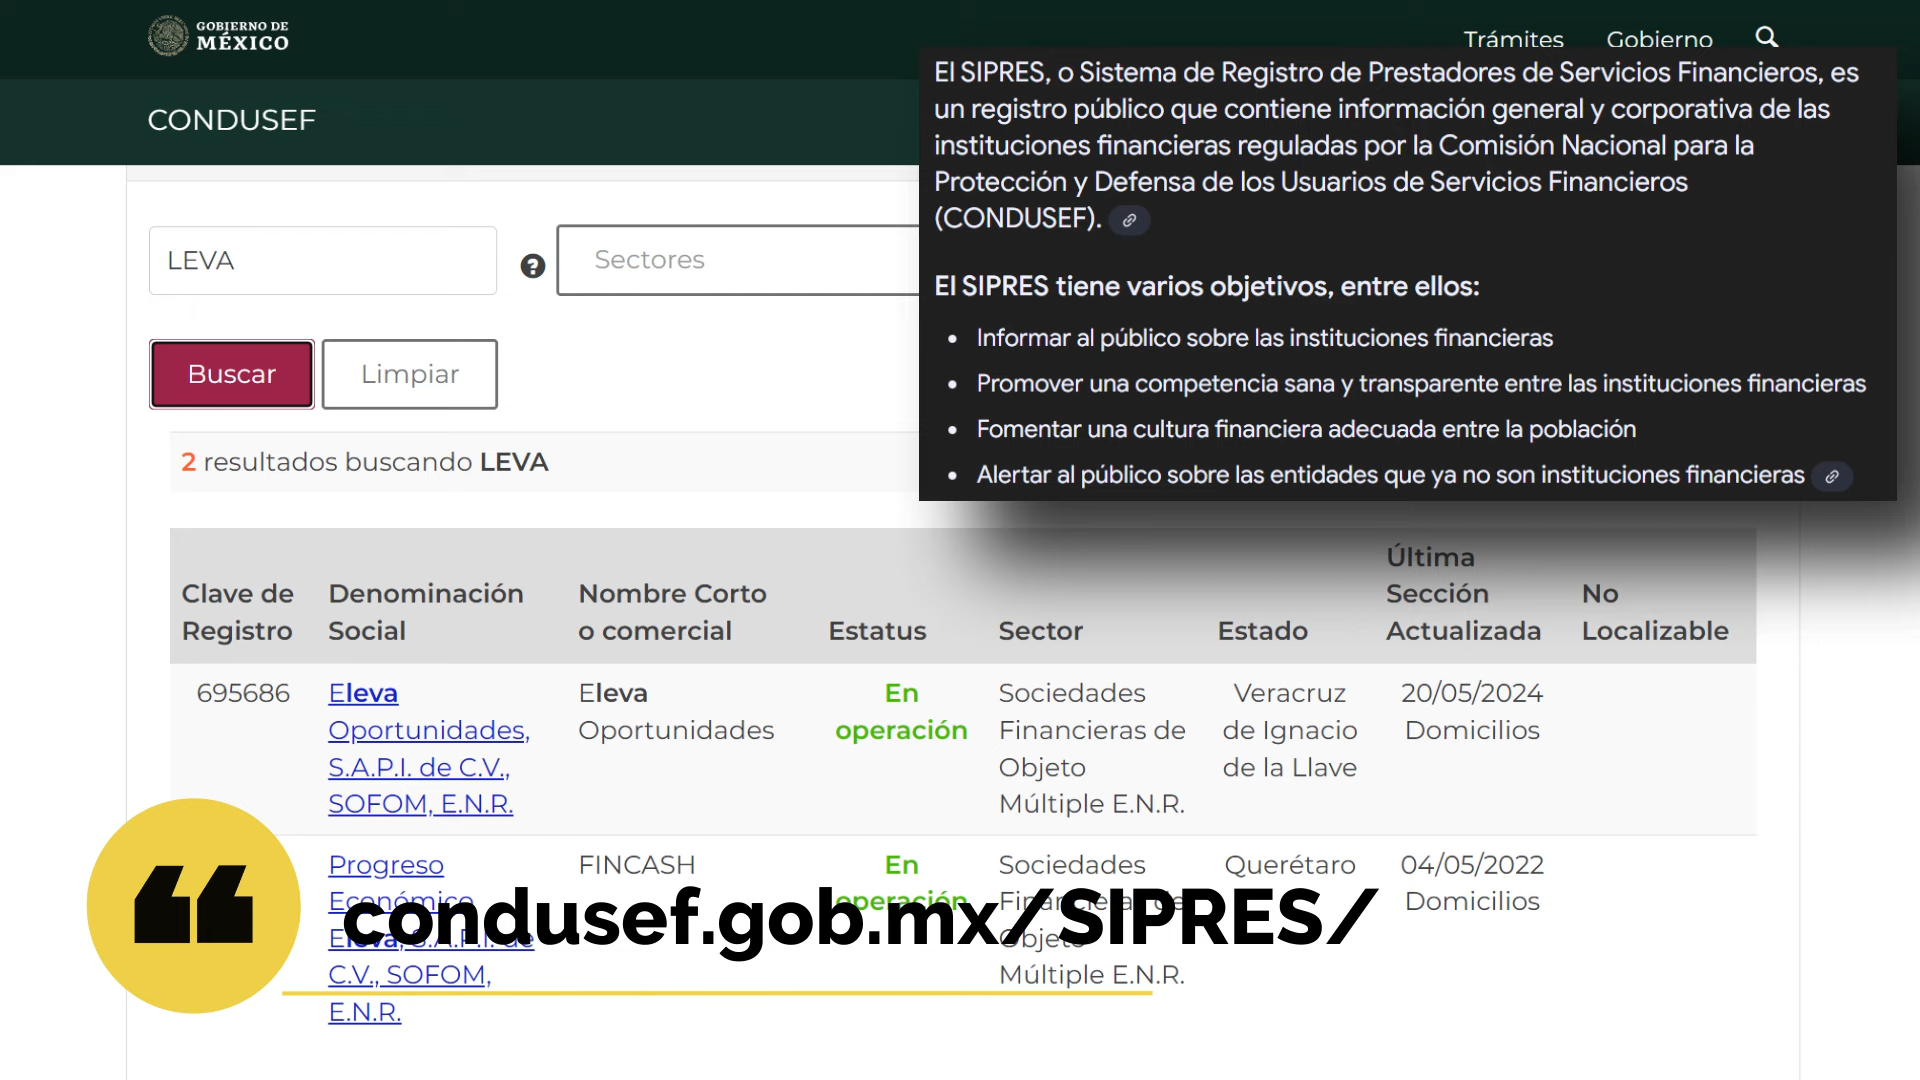 GOBIERNO DE
MÉXICO
Trámites
Gobierno
CONDUSEF
El SIPRES, o Sistema de Registro de Prestadores de Servicios Financieros, es
un registro público que contiene información general y corporativa de las
instituciones financieras reguladas por la Comisión Nacional para la
Protección y Defensa de los Usuarios de Servicios Financieros
(CONDUSEF).
El SIPRES tiene varios objetivos, entre ellos:
• Informar al público sobre las instituciones financieras
• Promover una competencia sana y transparente entre las instituciones financieras
• Fomentar una cultura financiera adecuada entre la población
• Alertar al público sobre las entidades que ya no son instituciones financieras
LEVA
?
Sectores
Buscar
Limpiar
2 resultados buscando LEVA
Clave de
Registro
Denominación
Social
Nombre Corto
o comercial
Estatus
Sector
Estado
Última
Sección
Actualizada
No
Localizable
695686
Eleva
Oportunidades,
S.A.P.I. de C.V.,
SOFOM, E.N.R.
Eleva
Oportunidades
En
operación
Sociedades
Financieras de
Objeto
Múltiple E.N.R.
Veracruz
de Ignacio
de la Llave
20/05/2024
Domicilios
Progreso
Económico
Eleva, S.A.P.I. de
C.V., SOFOM,
E.N.R.
FINCASH
En
operación
Sociedades
Financieras de
Objeto
Múltiple E.N.R.
Querétaro
04/05/2022
Domicilios
condusef.gob.mx/SIPRES/